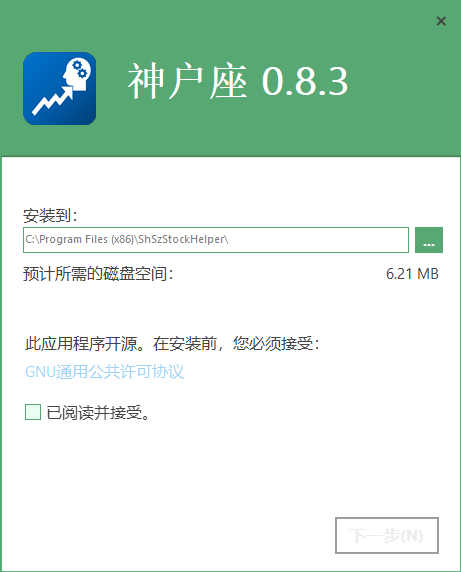 神户座 0.8.3
安装到：
C:\Program Files (x86)\ShSzStockHelper\
...
预计所需的磁盘空间： 6.21 MB
此应用程序开源。在安装前，您必须接受：
GNU通用公共许可协议
已阅读并接受。
下一步(N)